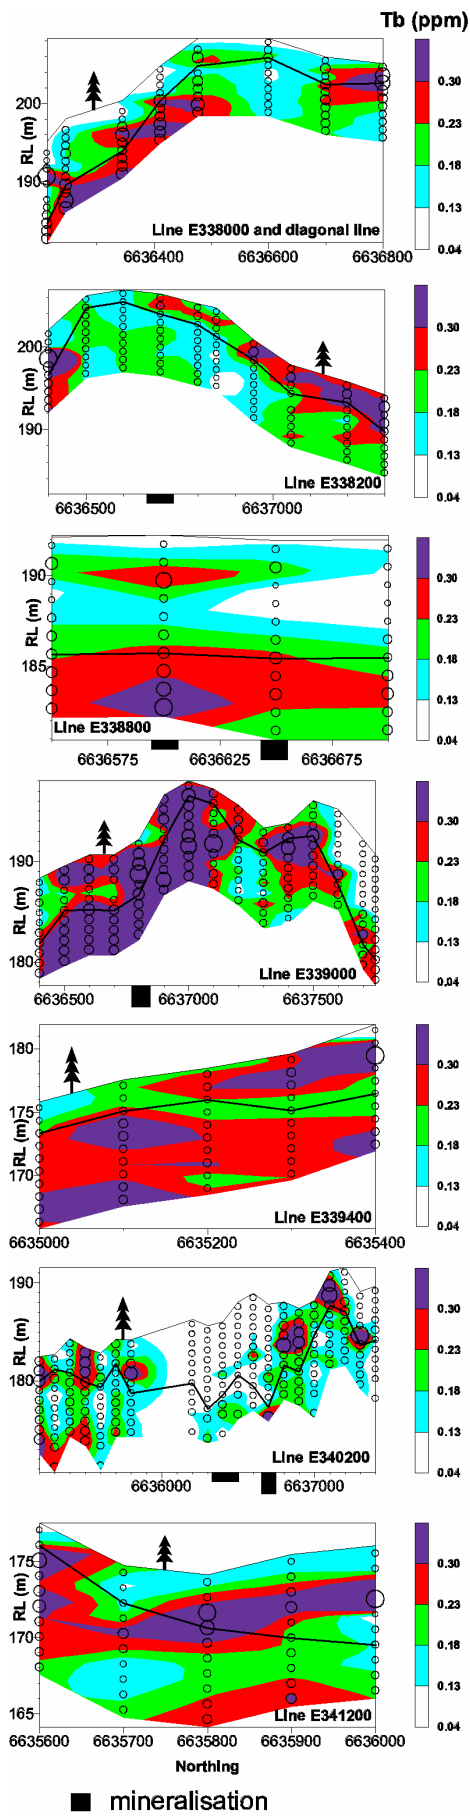 Tb (ppm)
200
190
RL (m)
0.30
0.23
0.18
0.13
0.04
Line E338000 and diagonal line
6636400 6636600 6636800
200
190
RL (m)
0.30
0.23
0.18
0.13
0.04
Line E338200
6636500 6637000
190
185
RL (m)
0.30
0.23
0.18
0.13
0.04
Line E338800
6636575 6636625 6636675
190
180
RL (m)
0.30
0.23
0.18
0.13
0.04
Line E339000
6636500 6637000 6637500
180
175
170
RL (m)
0.30
0.23
0.18
0.13
0.04
Line E339400
6635000 6635200 6635400
190
180
RL (m)
0.30
0.23
0.18
0.13
0.04
Line E340200
6636000 6637000
175
170
165
RL (m)
0.30
0.23
0.18
0.13
0.04
Line E341200
6635600 6635700 6635800 6635900 6636000
Northing
mineralisation